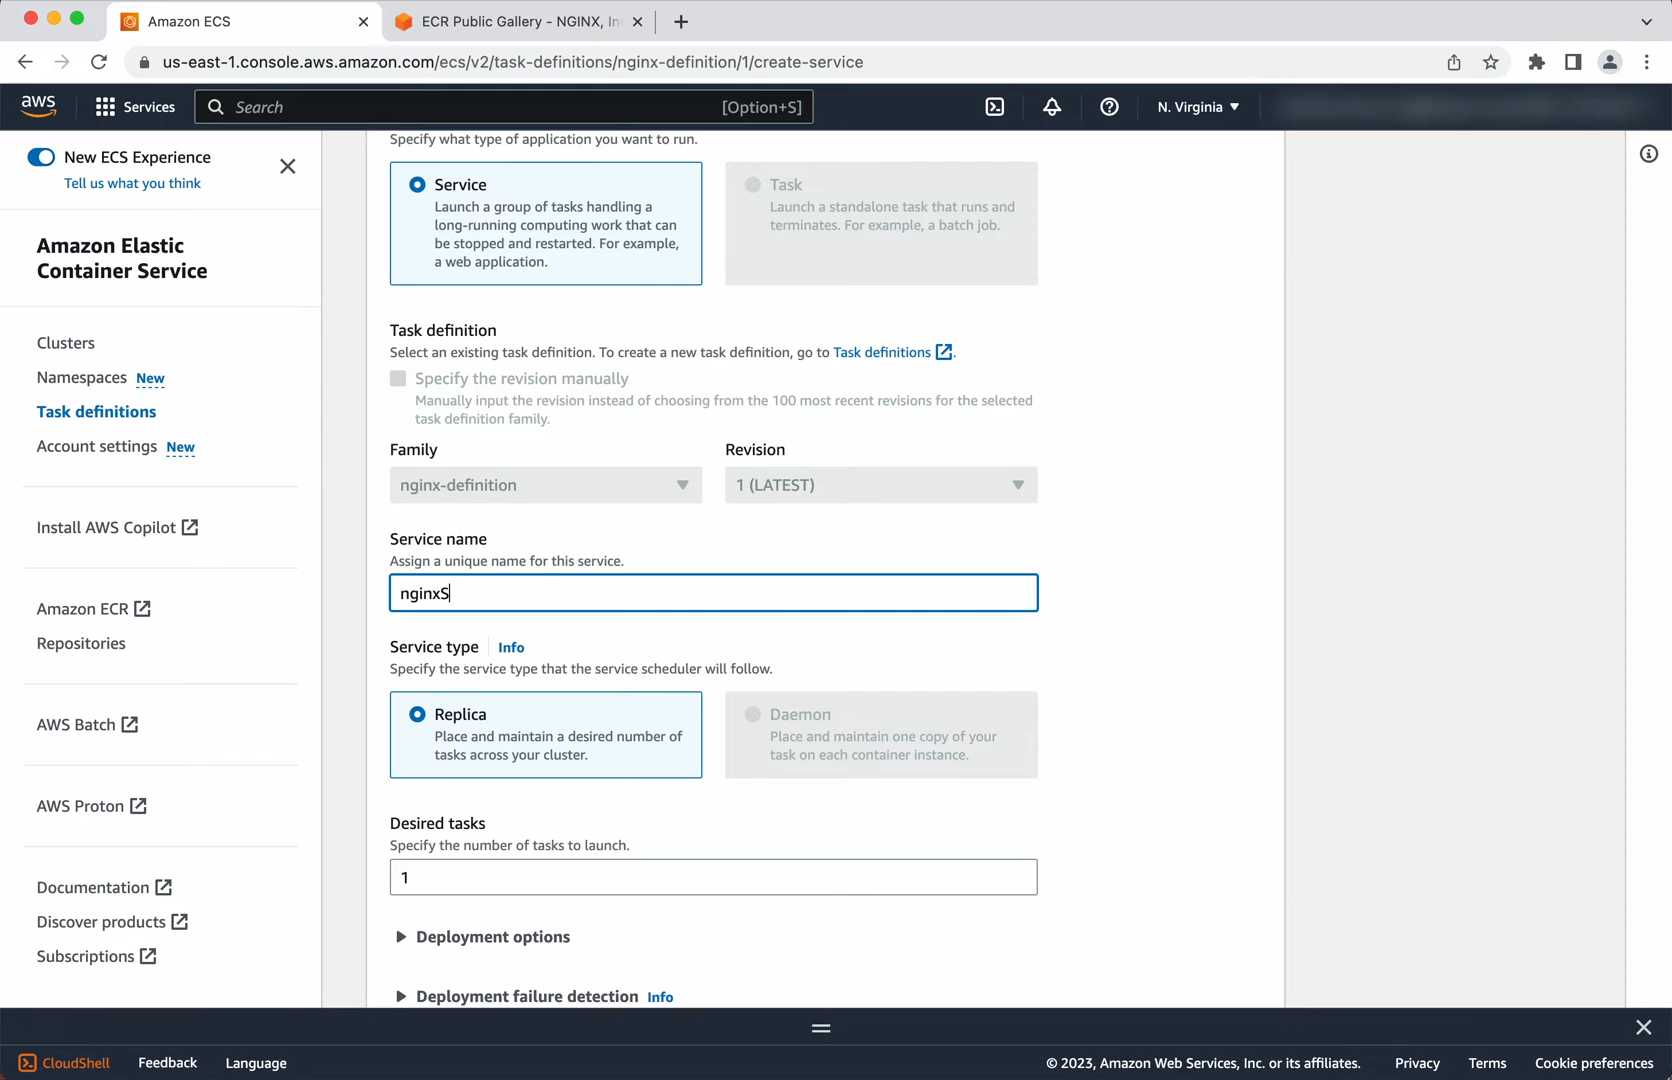 Amazon ECS
ECR Public Gallery - NGINX, In
us-east-1.console.aws.amazon.com/ecs/v2/task-definitions/nginx-definition/1/create-service
aws
Services
Search
[Option+S]
N. Virginia
New ECS Experience
Tell us what you think
Amazon Elastic
Container Service
Clusters
Namespaces New
Task definitions
Account settings New
Install AWS Copilot
Amazon ECR
Repositories
AWS Batch
AWS Proton
Documentation
Discover products
Subscriptions
Specify what type of application you want to run.
Service
Launch a group of tasks handling a
long-running computing work that can
be stopped and restarted. For example,
a web application.
Task
Launch a standalone task that runs and
terminates. For example, a batch job.
Task definition
Select an existing task definition. To create a new task definition, go to Task definitions.
Specify the revision manually
Manually input the revision instead of choosing from the 100 most recent revisions for the selected
task definition family.
Family
nginx-definition
Revision
1 (LATEST)
Service name
Assign a unique name for this service.
nginxS
Service type Info
Specify the service type that the service scheduler will follow.
Replica
Place and maintain a desired number of
tasks across your cluster.
Daemon
Place and maintain one copy of your
task on each container instance.
Desired tasks
Specify the number of tasks to launch.
1
Deployment options
Deployment failure detection Info
CloudShell
Feedback
Language
© 2023, Amazon Web Services, Inc. or its affiliates.
Privacy
Terms
Cookie preferences